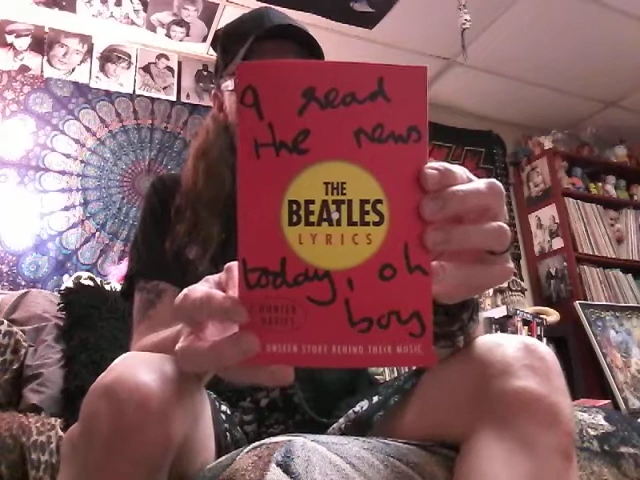 I read
the news
THE
BEATLES
LYRICS
today, oh
boy
HUNTER
DAVIES
UNSEEN STORY BEHIND THEIR MUSIC